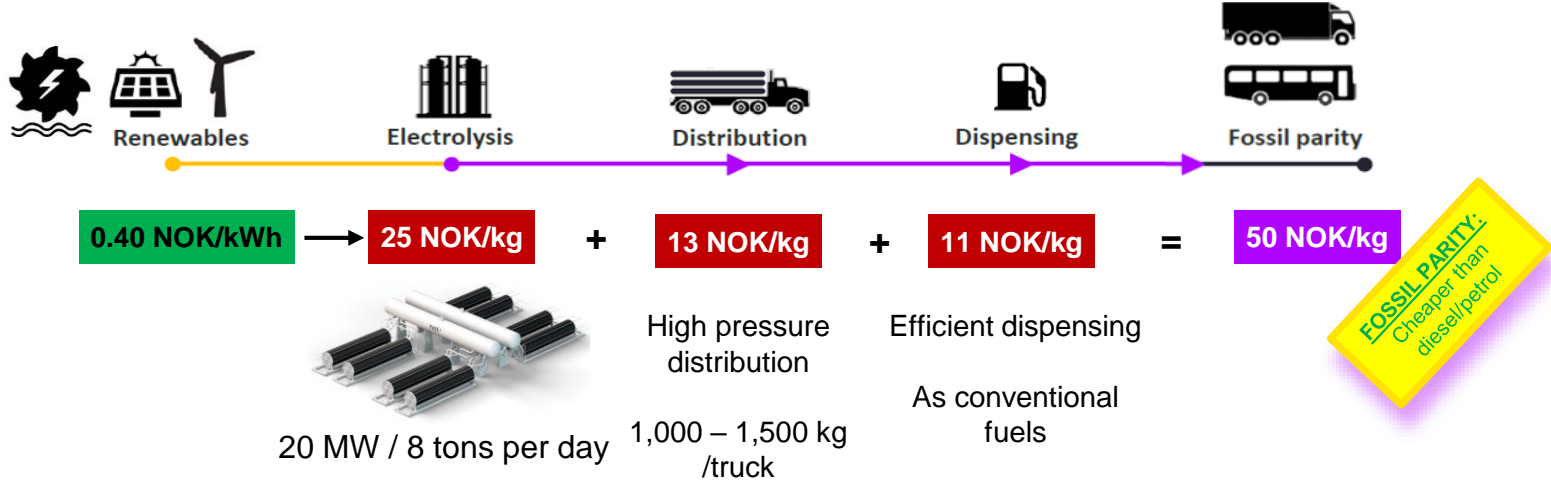 Renewables
Electrolysis
Distribution
Dispensing
Fossil parity
0.40 NOK/kWh
25 NOK/kg
+
13 NOK/kg
+
11 NOK/kg
=
50 NOK/kg
FOSSIL PARITY:
Cheaper than
diesel/petrol
20 MW / 8 tons per day
High pressure
distribution
1,000 – 1,500 kg
/truck
Efficient dispensing
As conventional
fuels